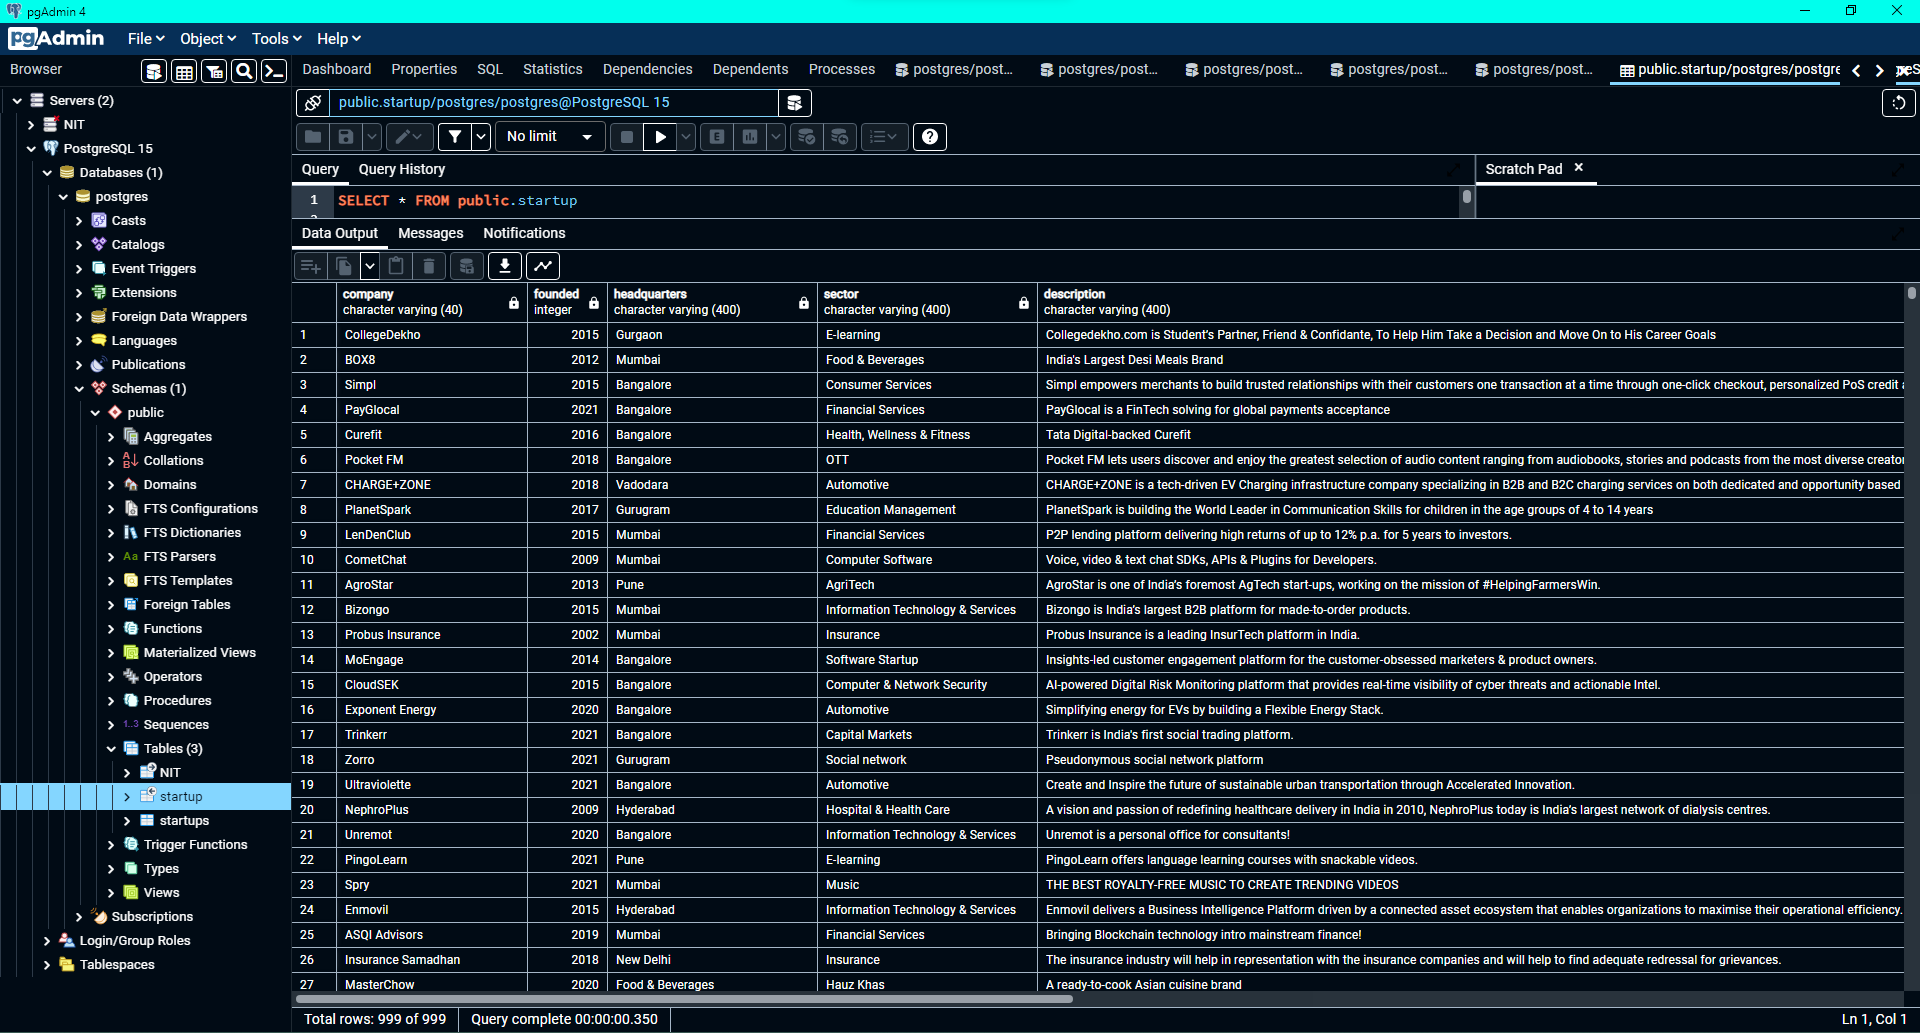 pgAdmin 4
pgAdmin File Object Tools Help
Browser
Dashboard Properties SQL Statistics Dependencies Dependents Processes postgres/post... postgres/post... postgres/post... postgres/post... postgres/post... public.startup/postgres/postgre
Servers (2)
NIT
PostgreSQL 15
Databases (1)
postgres
Casts
Catalogs
Event Triggers
Extensions
Foreign Data Wrappers
Languages
Publications
Schemas (1)
public
Aggregates
Collations
Domains
FTS Configurations
FTS Dictionaries
FTS Parsers
FTS Templates
Foreign Tables
Functions
Materialized Views
Operators
Procedures
Sequences
Tables (3)
NIT
startup
startups
Trigger Functions
Types
Views
Subscriptions
Login/Group Roles
Tablespaces
public.startup/postgres/postgres@PostgreSQL 15
No limit
Query Query History
Scratch Pad
1 SELECT * FROM public.startup
Data Output Messages Notifications
company founded headquarters sector description
character varying (40) integer character varying (400) character varying (400) character varying (400)
1 CollegeDekho 2015 Gurgaon E-learning Collegedekho.com is Student's Partner, Friend & Confidante, To Help Him Take a Decision and Move On to His Career Goals
2 BOX8 2012 Mumbai Food & Beverages India's Largest Desi Meals Brand
3 Simpl 2015 Bangalore Consumer Services Simpl empowers merchants to build trusted relationships with their customers one transaction at a time through one-click checkout, personalized PoS credit
4 PayGlocal 2021 Bangalore Financial Services PayGlocal is a FinTech solving for global payments acceptance
5 Curefit 2016 Bangalore Health, Wellness & Fitness Tata Digital-backed Curefit
6 Pocket FM 2018 Bangalore OTT Pocket FM lets users discover and enjoy the greatest selection of audio content ranging from audiobooks, stories and podcasts from the most diverse creator
7 CHARGE+ZONE 2018 Vadodara Automotive CHARGE+ZONE is a tech-driven EV Charging infrastructure company specializing in B2B and B2C charging services on both dedicated and opportunity based
8 PlanetSpark 2017 Gurugram Education Management PlanetSpark is building the World Leader in Communication Skills for children in the age groups of 4 to 14 years
9 LenDenClub 2015 Mumbai Financial Services P2P lending platform delivering high returns of up to 12% p.a. for 5 years to investors.
10 CometChat 2009 Mumbai Computer Software Voice, video & text chat SDKs, APIs & Plugins for Developers.
11 AgroStar 2013 Pune AgriTech AgroStar is one of India's foremost AgTech start-ups, working on the mission of #HelpingFarmersWin.
12 Bizongo 2015 Mumbai Information Technology & Services Bizongo is India's largest B2B platform for made-to-order products.
13 Probus Insurance 2002 Mumbai Insurance Probus Insurance is a leading InsurTech platform in India.
14 MoEngage 2014 Bangalore Software Startup Insights-led customer engagement platform for the customer-obsessed marketers & product owners.
15 CloudSEK 2015 Bangalore Computer & Network Security AI-powered Digital Risk Monitoring platform that provides real-time visibility of cyber threats and actionable Intel.
16 Exponent Energy 2020 Bangalore Automotive Simplifying energy for EVs by building a Flexible Energy Stack.
17 Trinkerr 2021 Bangalore Capital Markets Trinkerr is India's first social trading platform.
18 Zorro 2021 Gurugram Social network Pseudonymous social network platform
19 Ultraviolette 2021 Bangalore Automotive Create and Inspire the future of sustainable urban transportation through Accelerated Innovation.
20 NephroPlus 2009 Hyderabad Hospital & Health Care A vision and passion of redefining healthcare delivery in India in 2010, NephroPlus today is India's largest network of dialysis centres.
21 Unremot 2020 Bangalore Information Technology & Services Unremot is a personal office for consultants!
22 PingoLearn 2021 Pune E-learning PingoLearn offers language learning courses with snackable videos.
23 Spry 2021 Mumbai Music THE BEST ROYALTY-FREE MUSIC TO CREATE TRENDING VIDEOS
24 Enmovil 2015 Hyderabad Information Technology & Services Enmovil delivers a Business Intelligence Platform driven by a connected asset ecosystem that enables organizations to maximise their operational efficiency.
25 ASQI Advisors 2019 Mumbai Financial Services Bringing Blockchain technology intro mainstream finance!
26 Insurance Samadhan 2018 New Delhi Insurance The insurance industry will help in representation with the insurance companies and will help to find adequate redressal for grievances.
27 MasterChow 2020 Food & Beverages Hauz Khas A ready-to-cook Asian cuisine brand
Total rows: 999 of 999 Query complete 00:00:00.350 Ln 1, Col 1